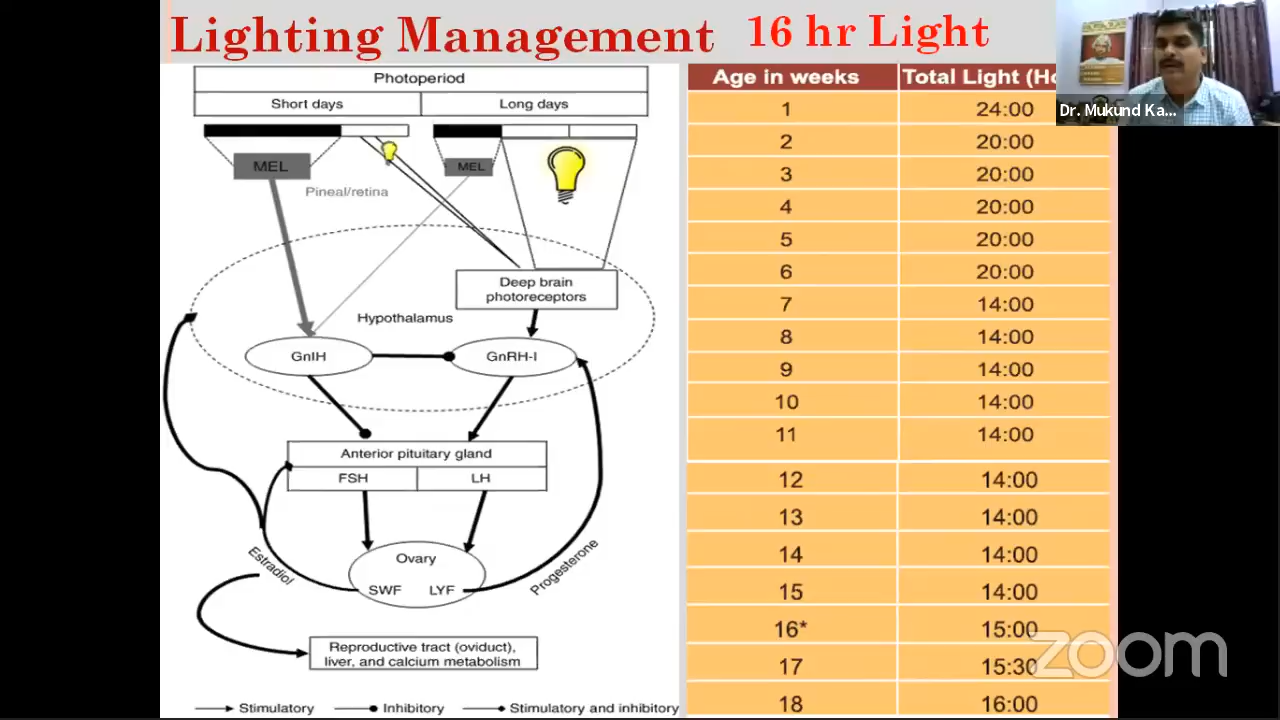 Lighting Management 16 hr Light
Photoperiod
Short days Long days
MEL MEL
Pineal/retina
Deep brain
photoreceptors
Hypothalamus
GnIH GnRH-I
Anterior pituitary gland
FSH LH
Ovary
SWF LYF
Estradiol
Progesterone
Reproductive tract (oviduct),
liver, and calcium metabolism
Stimulatory Inhibitory Stimulatory and inhibitory
Age in weeks Total Light (Ho
1 24:00
2 20:00
3 20:00
4 20:00
5 20:00
6 20:00
7 14:00
8 14:00
9 14:00
10 14:00
11 14:00
12 14:00
13 14:00
14 14:00
15 14:00
16* 15:00
17 15:30
18 16:00
Dr. Mukund Ka...
zoom